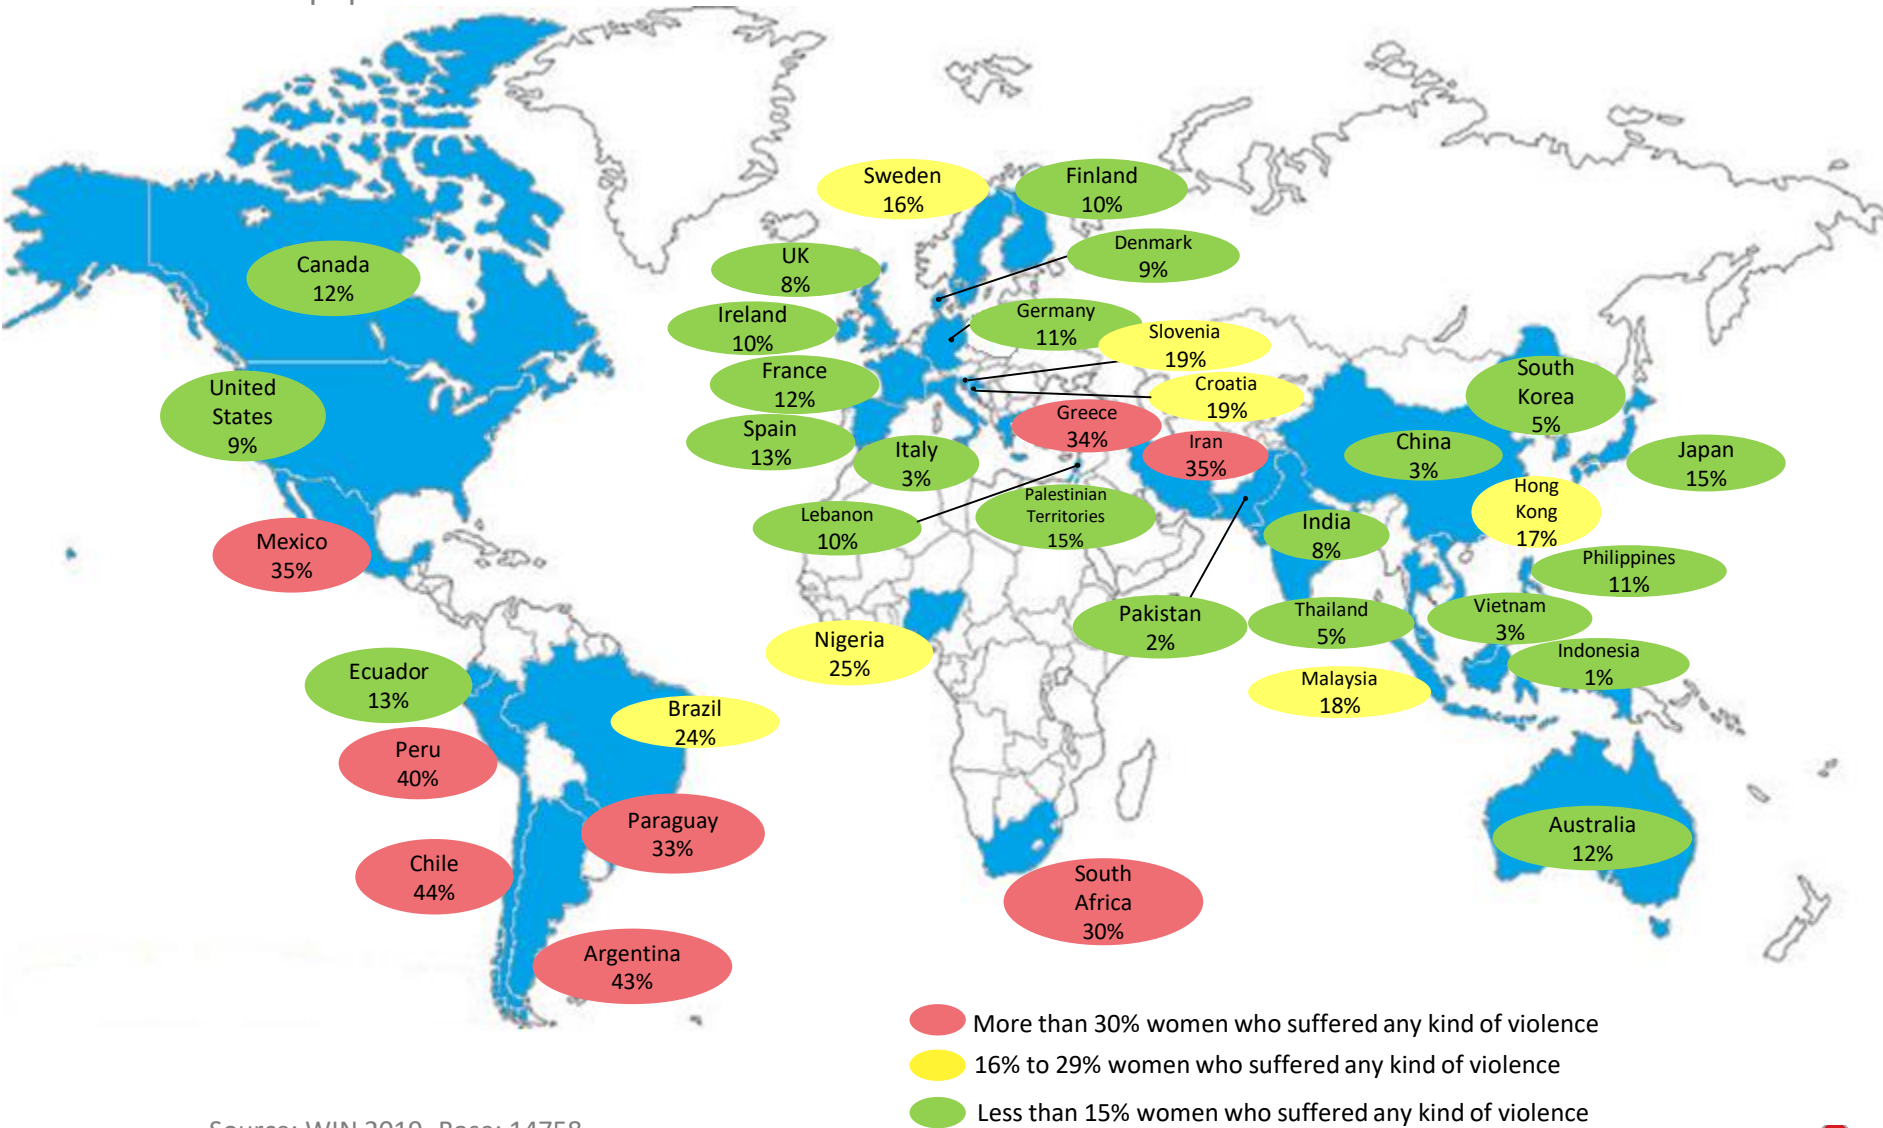 Sweden
16%
Finland
10%
Denmark
9%
UK
8%
Canada
12%
Ireland
10%
Germany
11%
Slovenia
19%
France
12%
Croatia
19%
United
States
9%
South
Korea
5%
Greece
34%
Spain
13%
Italy
3%
Iran
35%
China
3%
Japan
15%
Hong
Kong
17%
Lebanon
10%
Palestinian
Territories
15%
India
8%
Mexico
35%
Philippines
11%
Pakistan
2%
Thailand
5%
Vietnam
3%
Nigeria
25%
Indonesia
1%
Ecuador
13%
Malaysia
18%
Brazil
24%
Peru
40%
Paraguay
33%
Australia
12%
Chile
44%
South
Africa
30%
Argentina
43%
More than 30% women who suffered any kind of violence
16% to 29% women who suffered any kind of violence
Less than 15% women who suffered any kind of violence
Source: WIN 2019. Base: 14758